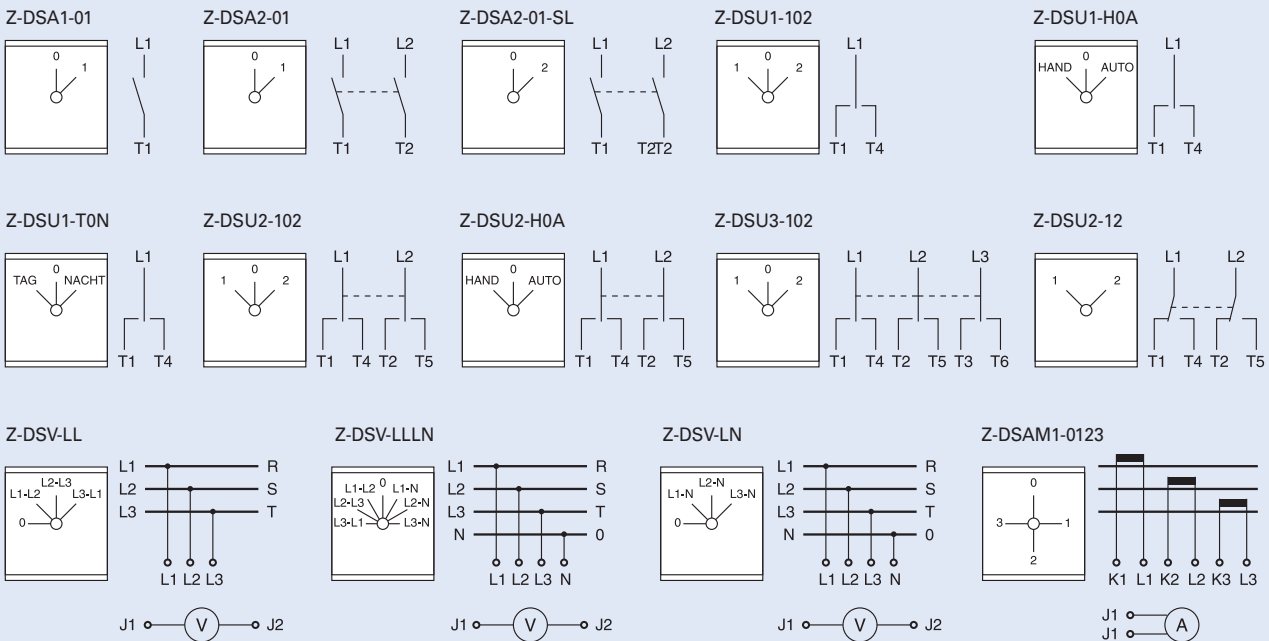 Z-DSA1-01 Z-DSA2-01 Z-DSA2-01-SL Z-DSU1-102 Z-DSU1-H0A
L1 L1 L2 L1 L2 L1 L1
0 0 0 0 0
1 1 2 1 2 HAND AUTO
T1 T1 T2 T1 T2T2 T1 T4 T1 T4
Z-DSU1-T0N Z-DSU2-102 Z-DSU2-H0A Z-DSU3-102 Z-DSU2-12
L1 L1 L2 L1 L2 L1 L2 L3 L1 L2
0 0 0 0
TAG NACHT 1 2 HAND AUTO 1 2 1 2
T1 T4 T1 T4 T2 T5 T1 T4 T2 T5 T1 T4 T2 T5 T3 T6 T1 T4 T2 T5
Z-DSV-LL Z-DSV-LLLN Z-DSV-LN Z-DSAM1-0123
L1 R L1 R L1 R
L2-L3 0 L2-N 0
L1-L2 L3-L1 L2 S L1-L2 L1-N L2 S L1-N L3-N L2 S
L2-L3 L2-N
0 L3 T L3-L1 L3-N L3 T 0 L3 T 3 1
N 0 N 0
2
L1 L2 L3 L1 L2 L3 N L1 L2 L3 N K1 L1 K2 L2 K3 L3
J1 V J2 J1 V J2 J1 V J2 J1 A
J1